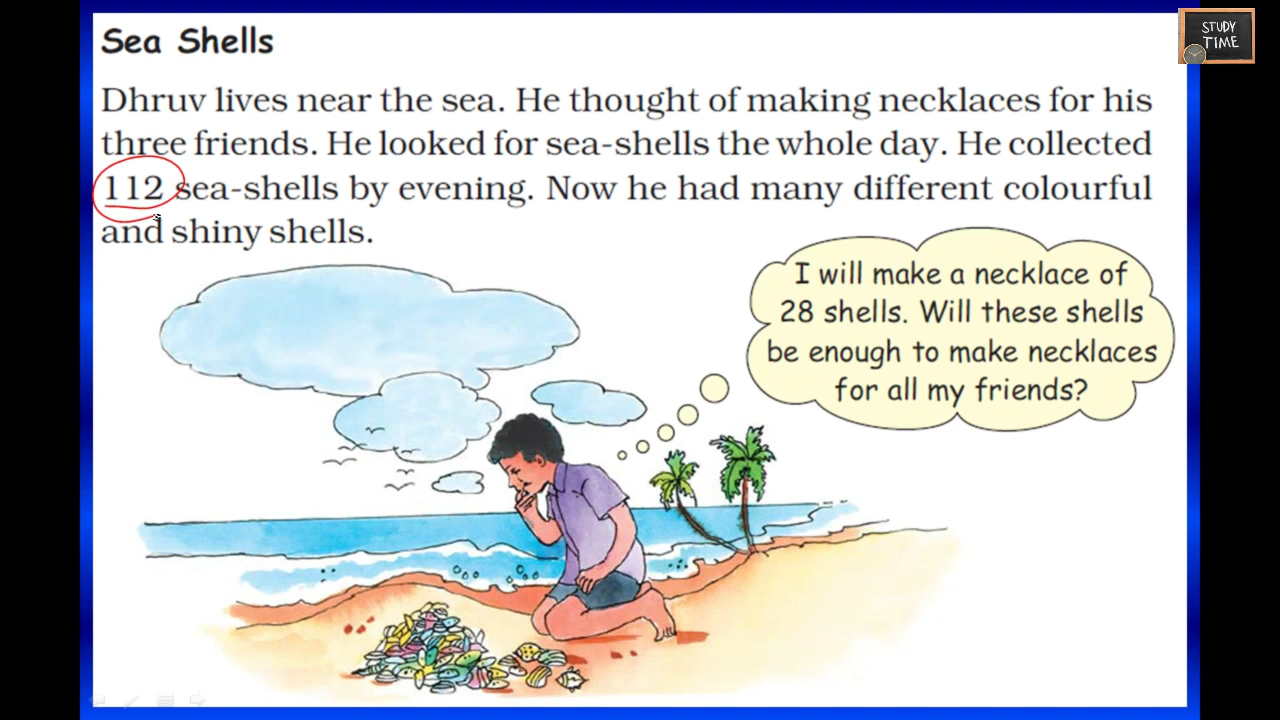 Sea Shells
Dhruv lives near the sea. He thought of making necklaces for his
three friends. He looked for sea-shells the whole day. He collected
112 sea-shells by evening. Now he had many different colourful
and shiny shells.
I will make a necklace of
28 shells. Will these shells
be enough to make necklaces
for all my friends?
STUDY
TIME